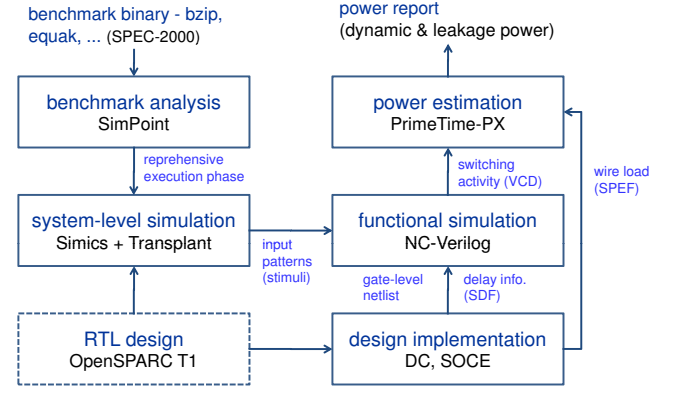 benchmark binary - bzip,
equak, ... (SPEC-2000)
power report
(dynamic & leakage power)
benchmark analysis
SimPoint
power estimation
PrimeTime-PX
reprehensive
execution phase
switching
activity (VCD)
wire load
(SPEF)
system-level simulation
Simics + Transplant
input
patterns
(stimuli)
functional simulation
NC-Verilog
gate-level
netlist
delay info.
(SDF)
RTL design
OpenSPARC T1
design implementation
DC, SOCE